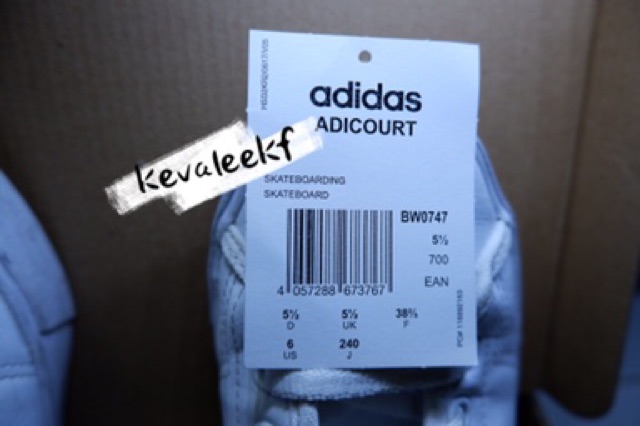 adidas
ADICOURT
kevaleekf
SKATEBOARDING
SKATEBOARD
BW0747
5½
700
EAN
4 057288 673767
5½ 5½ 38⅔
D UK F
6 240
US J